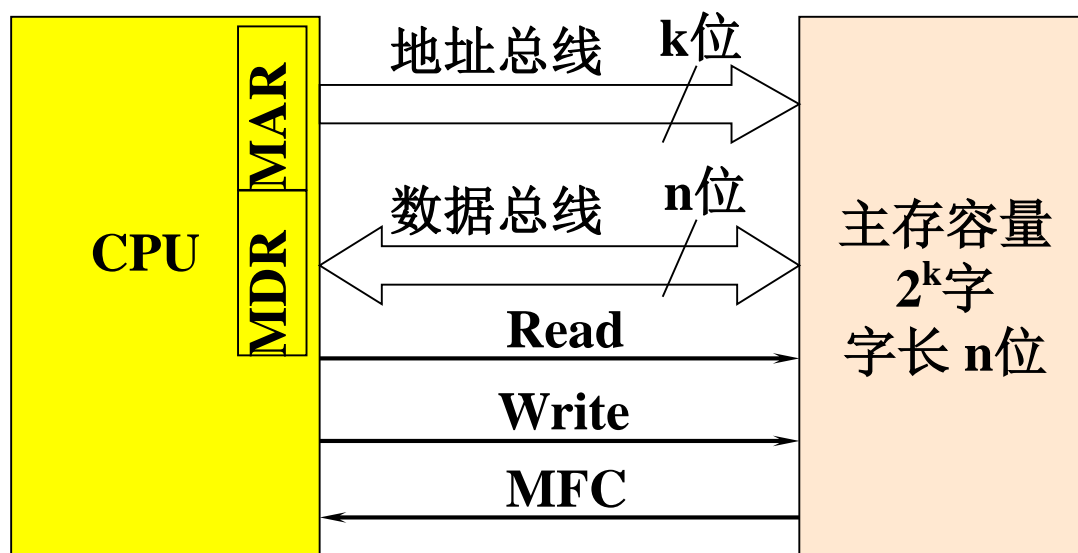 地址总线
k位
MAR
数据总线
n位
CPU
MDR
主存容量
2ᵏ字
字长 n位
Read
Write
MFC